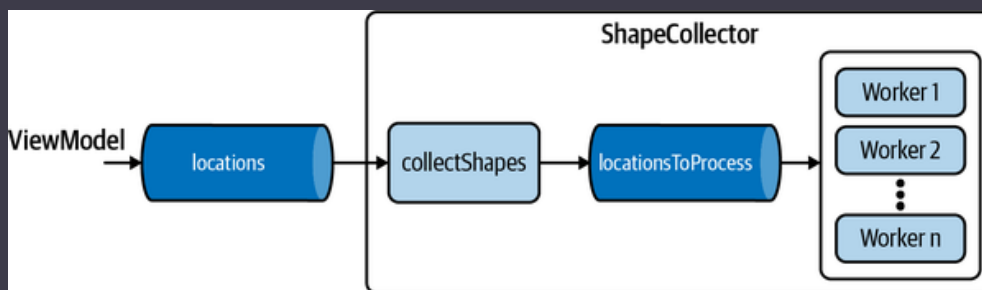 ShapeCollector
ViewModel
locations
collectShapes
locationsToProcess
Worker 1
Worker 2
Worker n